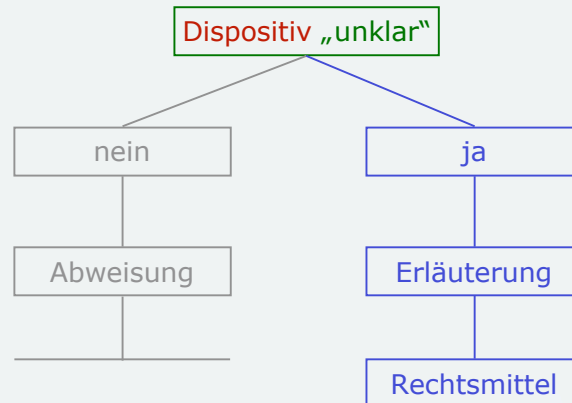 Dispositiv „unklar“
nein
ja
Abweisung
Erläuterung
Rechtsmittel